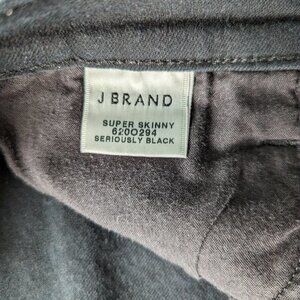 J BRAND
SUPER SKINNY
620O294
SERIOUSLY BLACK